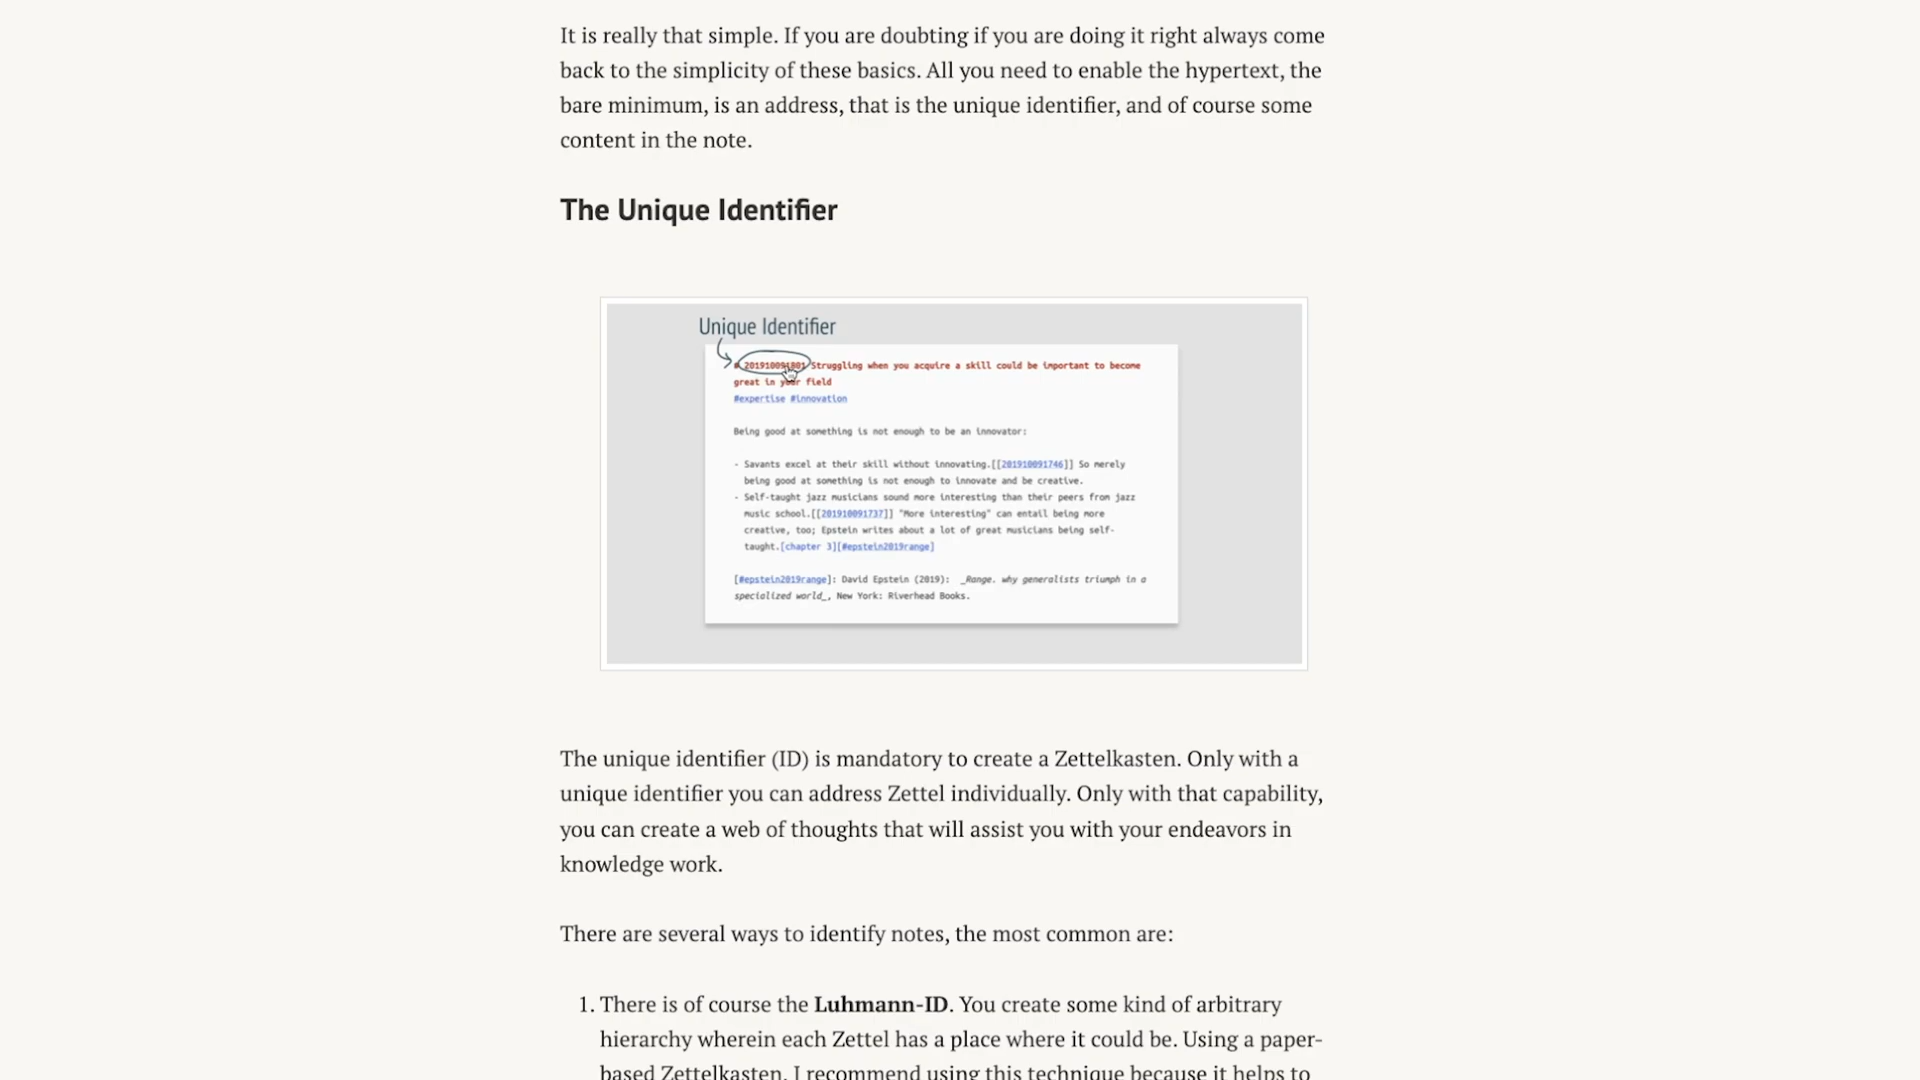 It is really that simple. If you are doubting if you are doing it right always come
back to the simplicity of these basics. All you need to enable the hypertext, the
bare minimum, is an address, that is the unique identifier, and of course some
content in the note.
The Unique Identifier
Unique Identifier
# 201910091801 Struggling when you acquire a skill could be important to become
great in your field
#expertise #innovation
Being good at something is not enough to be an innovator:
- Savants excel at their skill without innovating.[[201910091746]] So merely
being good at something is not enough to innovate and be creative.
- Self-taught jazz musicians sound more interesting than their peers from jazz
music school.[[201910091737]] "More interesting" can entail being more
creative, too; Epstein writes about a lot of great musicians being self-
taught.[chapter 3][#epstein2019range]
[#epstein2019range]: David Epstein (2019): _Range. why generalists triumph in a
specialized world_, New York: Riverhead Books.
The unique identifier (ID) is mandatory to create a Zettelkasten. Only with a
unique identifier you can address Zettel individually. Only with that capability,
you can create a web of thoughts that will assist you with your endeavors in
knowledge work.
There are several ways to identify notes, the most common are:
1. There is of course the Luhmann-ID. You create some kind of arbitrary
hierarchy wherein each Zettel has a place where it could be. Using a paper-
based Zettelkasten, I recommend using this technique because it helps to